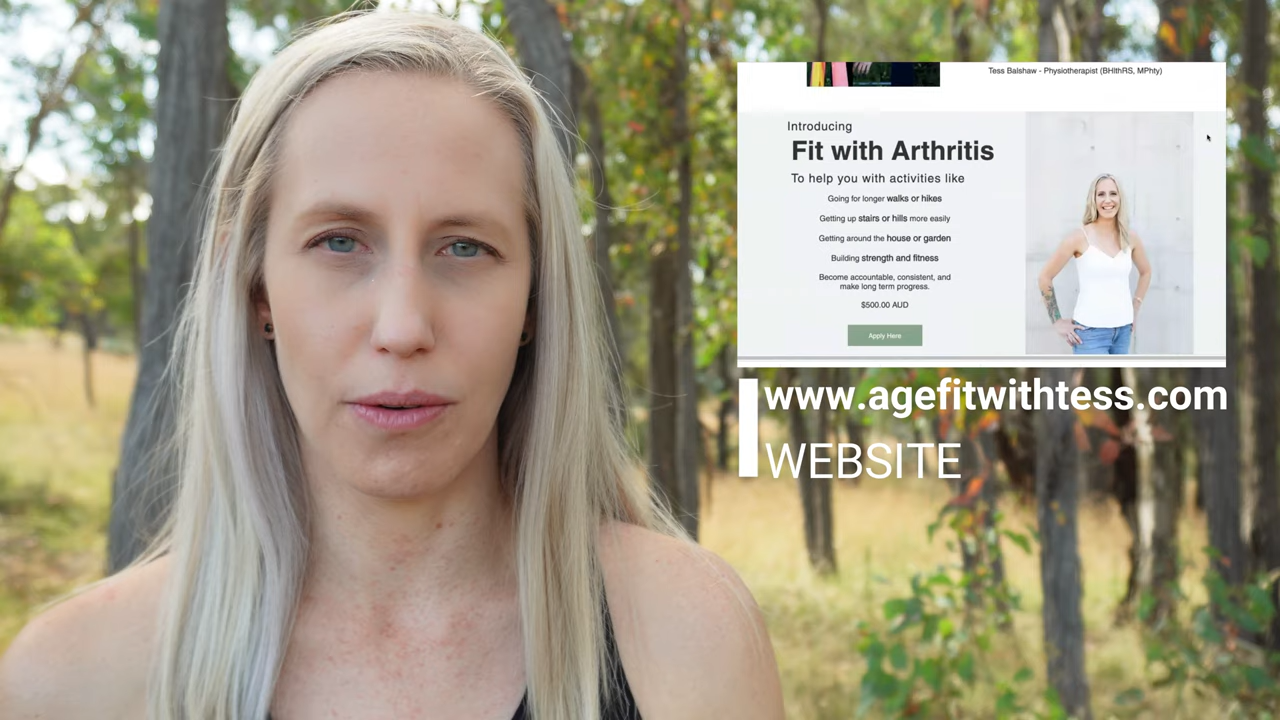 Tess Balshaw - Physiotherapist (BHlthRS, MPhty)
Introducing
Fit with Arthritis
To help you with activities like
Going for longer walks or hikes
Getting up stairs or hills more easily
Getting around the house or garden
Building strength and fitness
Become accountable, consistent, and
make long term progress.
$500.00 AUD
Apply Here
www.agefitwithtess.com
WEBSITE